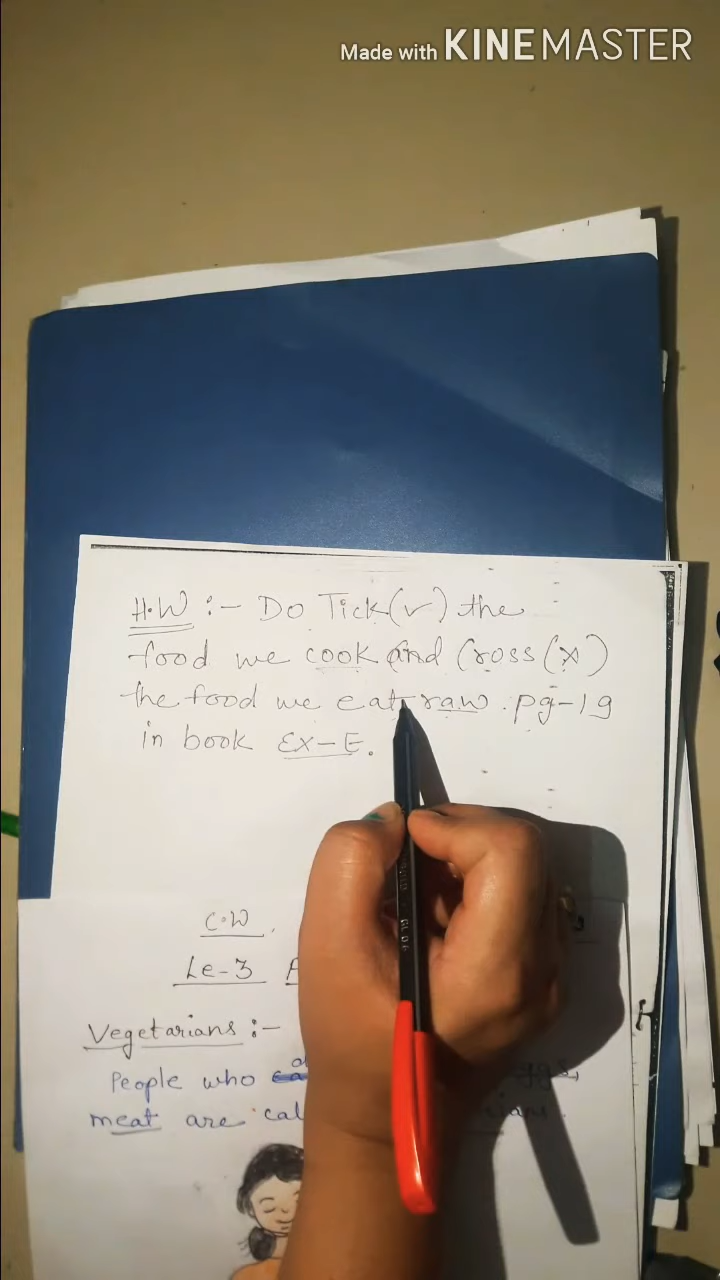 Made with KINEMASTER
H.W :- Do Tick(✓) the
food we cook and Cross(x)
the food we eat raw. pg-19
in book Ex-E.
C.W.
Le-3
Vegetarians :-
People who
meat are